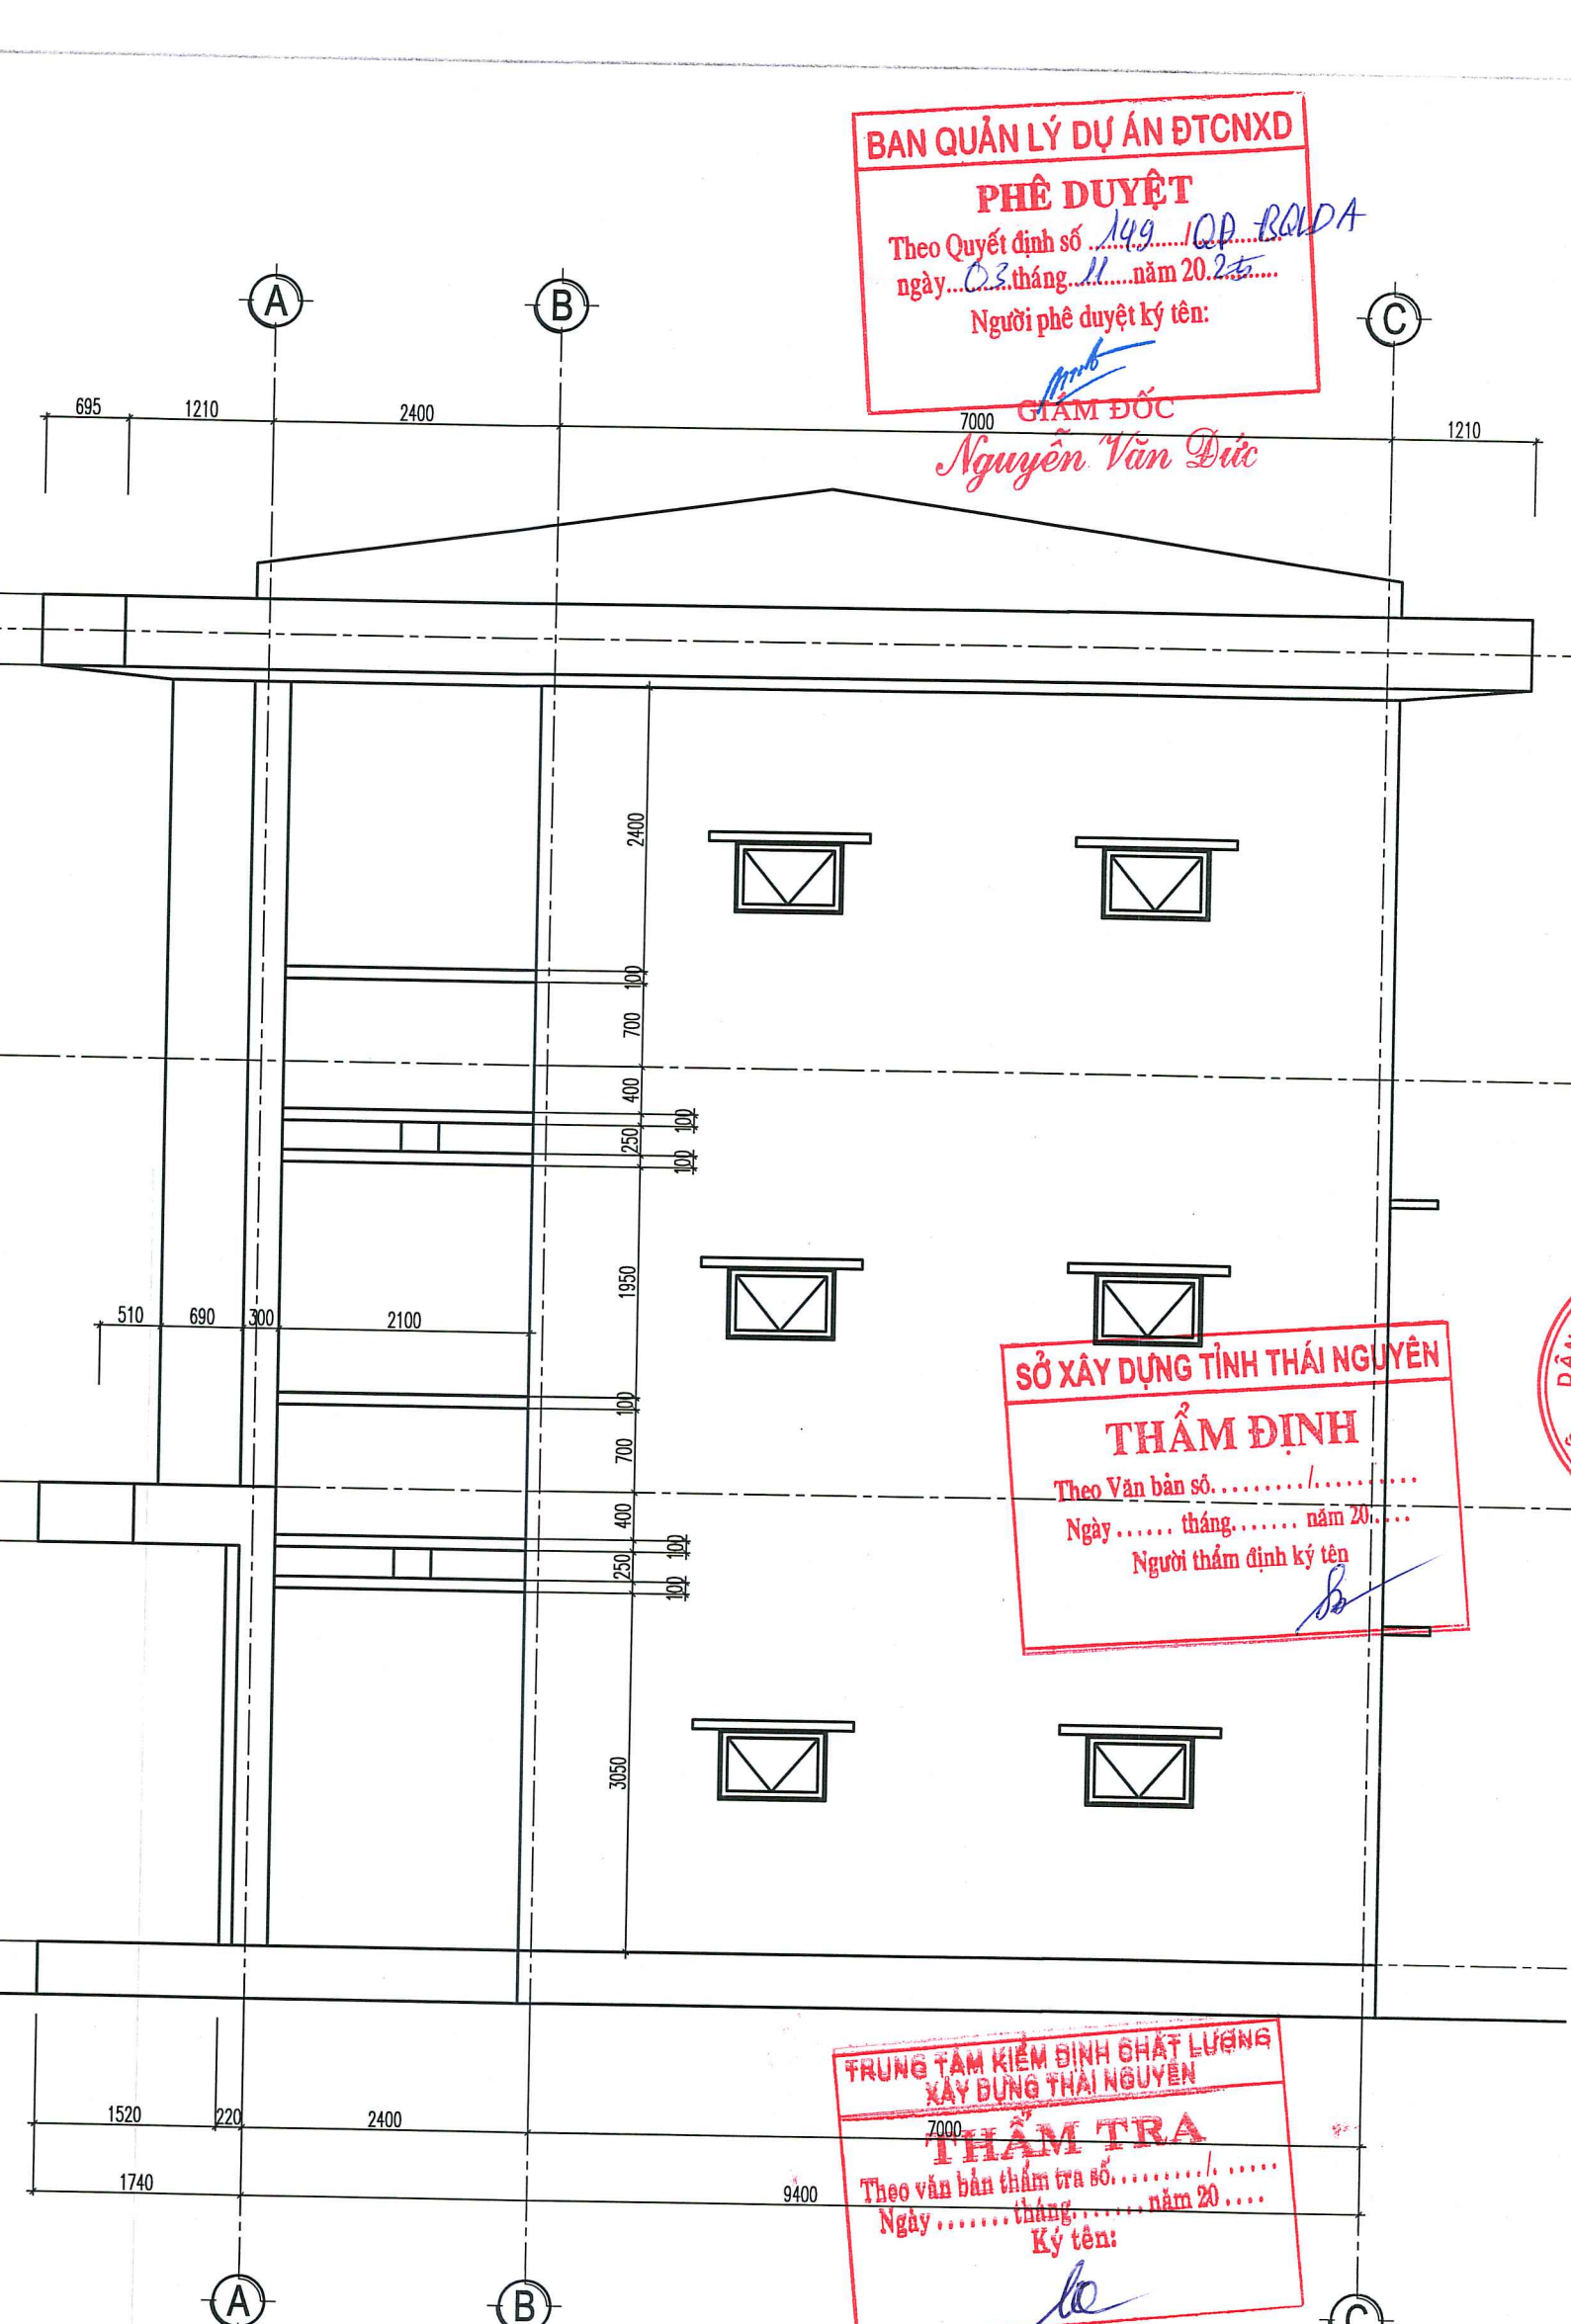 BAN QUẢN LÝ DỰ ÁN ĐTCNXD
PHÊ DUYỆT
Theo Quyết định số 149 /QĐ-BQLDA
ngày 03 tháng 11 năm 2025
Người phê duyệt ký tên:
GIÁM ĐỐC
Nguyễn Văn Đức
A
B
C
695
1210
2400
7000
1210
2400
100
700
400
100
250
100
1950
510
690
300
2100
100
700
400
100
250
100
3050
SỞ XÂY DỰNG TỈNH THÁI NGUYÊN
THẨM ĐỊNH
Theo Văn bản số........./..........
Ngày...... tháng....... năm 20....
Người thẩm định ký tên
DÂN
TRUNG TÂM KIỂM ĐỊNH CHẤT LƯỢNG
XÂY DỰNG THÁI NGUYÊN
THẨM TRA
Theo văn bản thẩm tra số........./......
Ngày.......tháng.......năm 20....
Ký tên:
1520
220
2400
7000
1740
9400
A
B
C